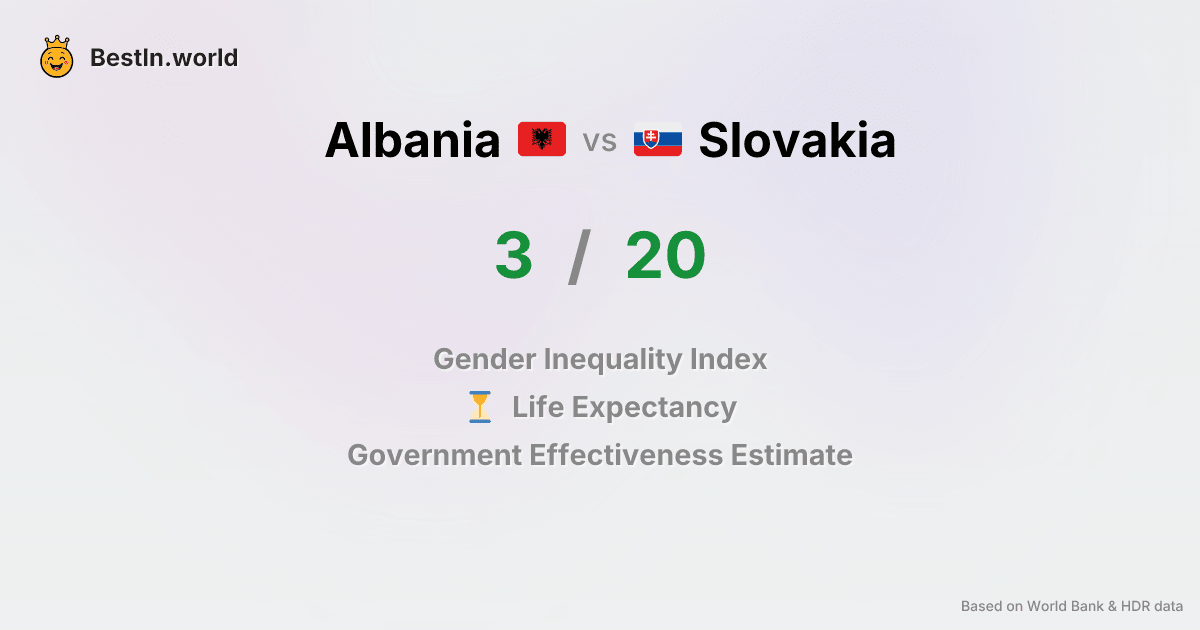 BestIn.world
Albania vs Slovakia
3 / 20
Gender Inequality Index
Life Expectancy
Government Effectiveness Estimate
Based on World Bank & HDR data